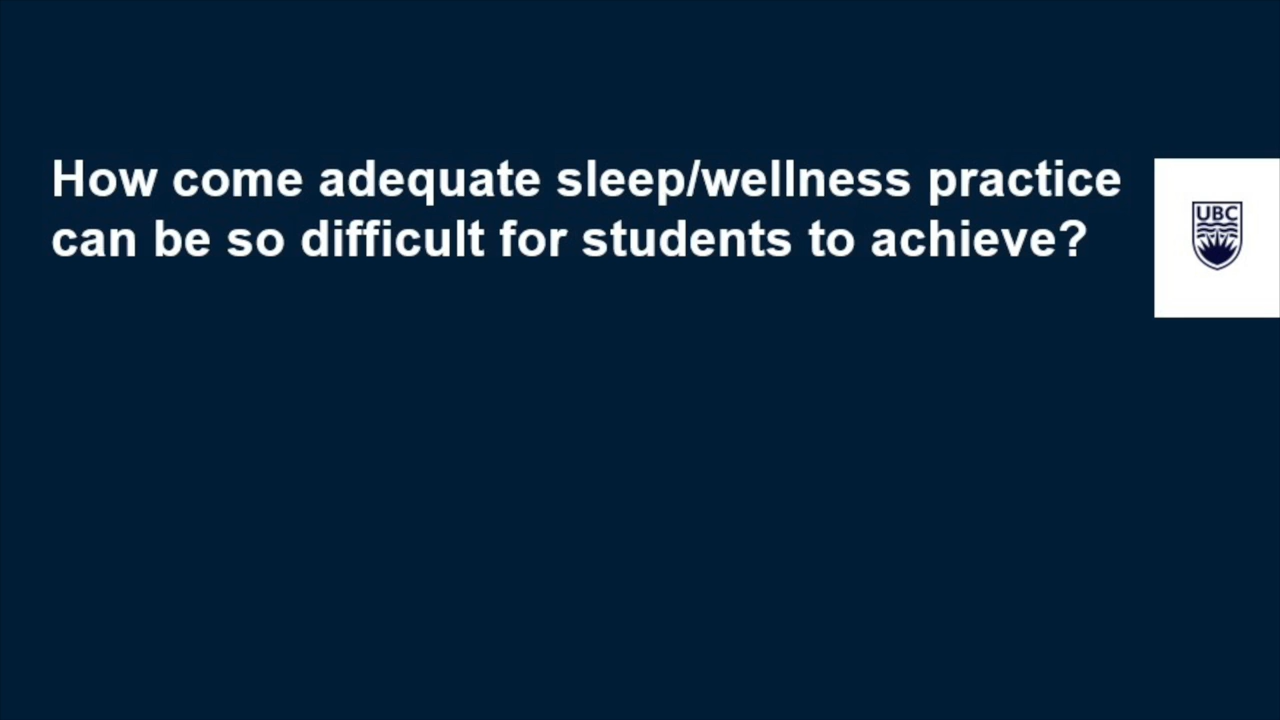 How come adequate sleep/wellness practice
can be so difficult for students to achieve?
UBC